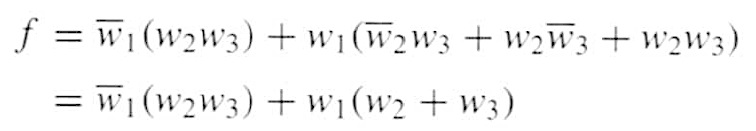 f = w̅₁(w₂w₃) + w₁(w̅₂w₃ + w₂w̅₃ + w₂w₃)
= w̅₁(w₂w₃) + w₁(w₂ + w₃)